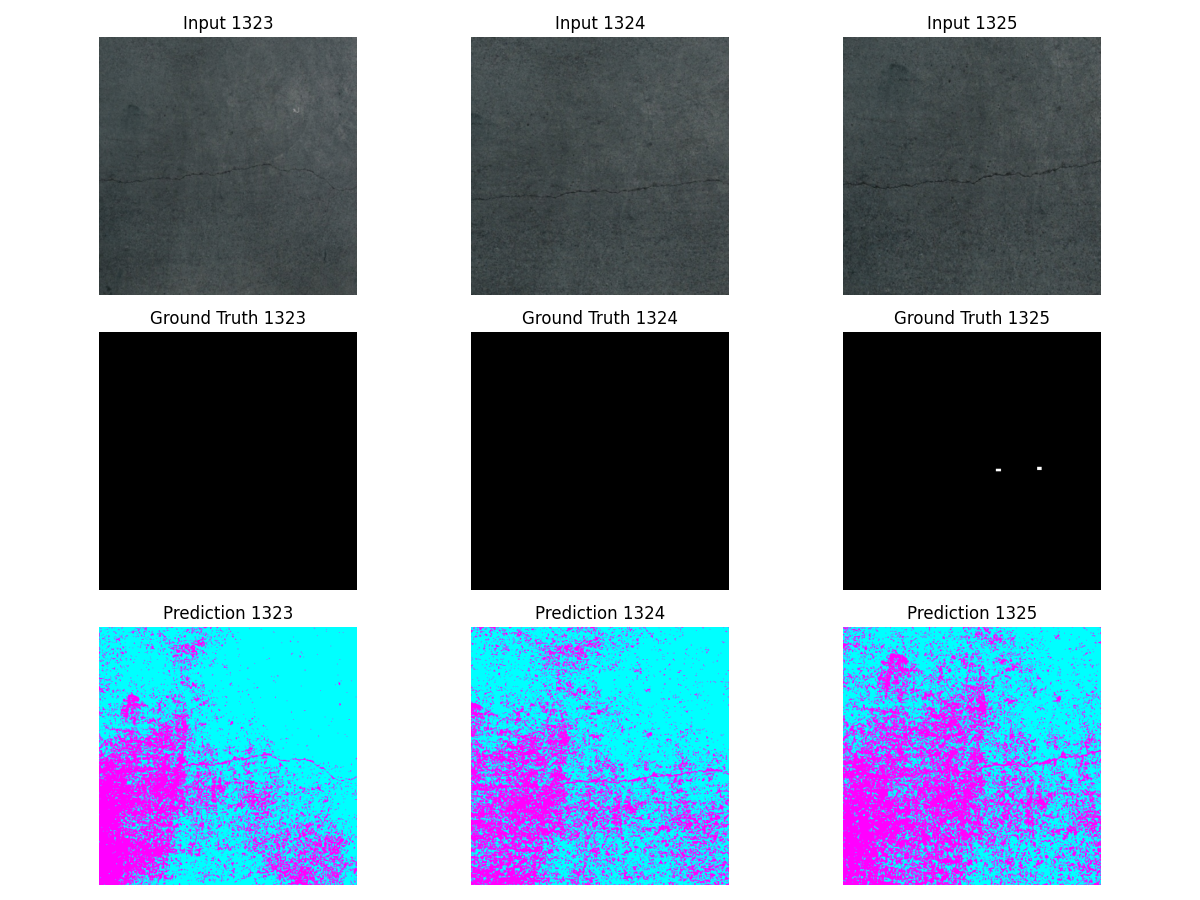 Input 1323
Input 1324
Input 1325
Ground Truth 1323
Ground Truth 1324
Ground Truth 1325
Prediction 1323
Prediction 1324
Prediction 1325